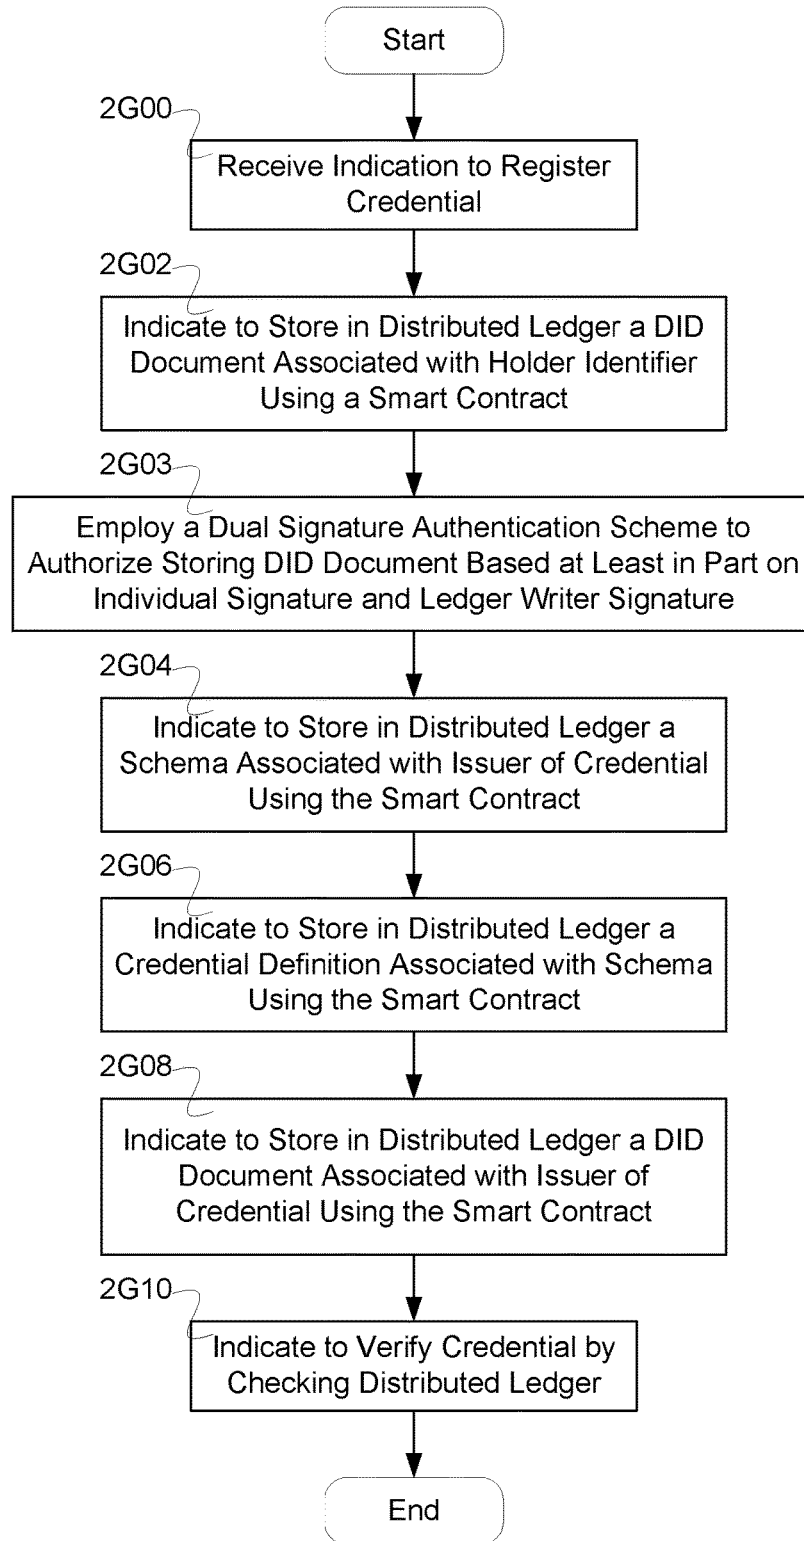 Start
2G00
Receive Indication to Register
Credential
2G02
Indicate to Store in Distributed Ledger a DID
Document Associated with Holder Identifier
Using a Smart Contract
2G03
Employ a Dual Signature Authentication Scheme to
Authorize Storing DID Document Based at Least in Part on
Individual Signature and Ledger Writer Signature
2G04
Indicate to Store in Distributed Ledger a
Schema Associated with Issuer of Credential
Using the Smart Contract
2G06
Indicate to Store in Distributed Ledger a
Credential Definition Associated with Schema
Using the Smart Contract
2G08
Indicate to Store in Distributed Ledger a DID
Document Associated with Issuer of
Credential Using the Smart Contract
2G10
Indicate to Verify Credential by
Checking Distributed Ledger
End